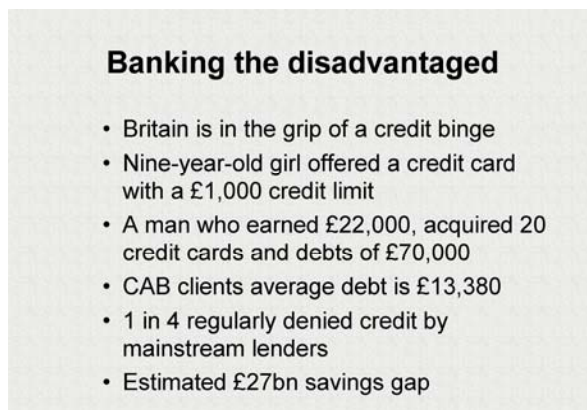 Banking the disadvantaged
• Britain is in the grip of a credit binge
• Nine-year-old girl offered a credit card
with a £1,000 credit limit
• A man who earned £22,000, acquired 20
credit cards and debts of £70,000
• CAB clients average debt is £13,380
• 1 in 4 regularly denied credit by
mainstream lenders
• Estimated £27bn savings gap